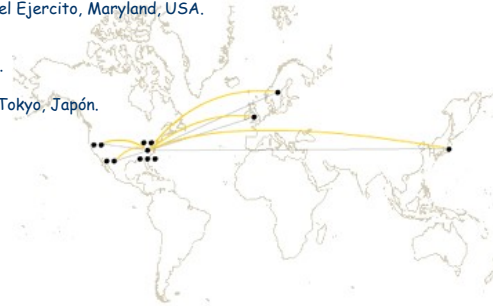 el Ejercito, Maryland, USA.
.
Tokyo, Japón.